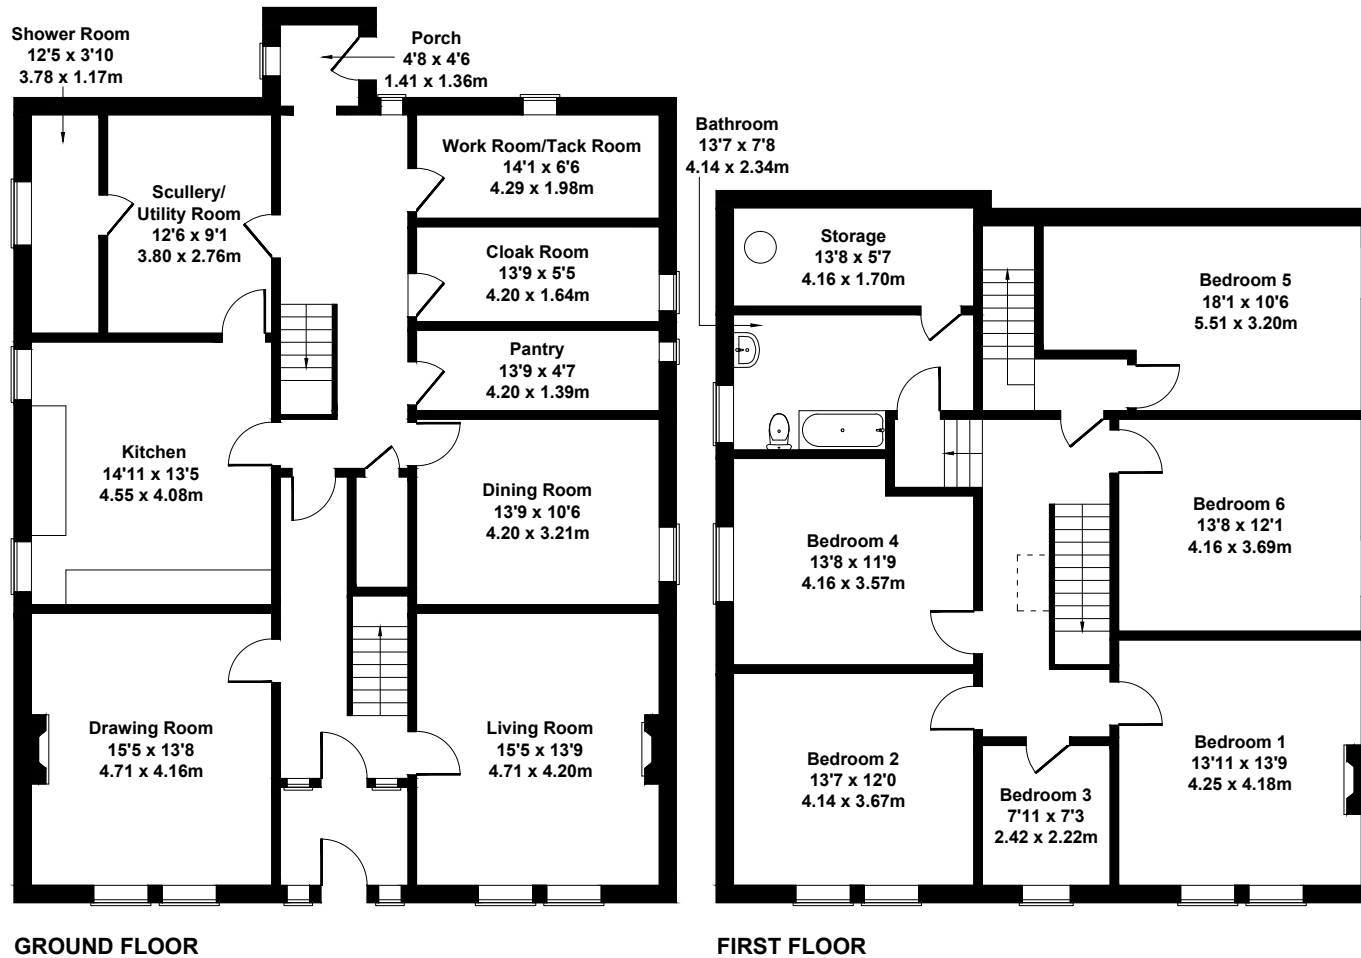 Shower Room
12'5 x 3'10
3.78 x 1.17m
Porch
4'8 x 4'6
1.41 x 1.36m
Work Room/Tack Room
14'1 x 6'6
4.29 x 1.98m
Scullery/
Utility Room
12'6 x 9'1
3.80 x 2.76m
Cloak Room
13'9 x 5'5
4.20 x 1.64m
Pantry
13'9 x 4'7
4.20 x 1.39m
Kitchen
14'11 x 13'5
4.55 x 4.08m
Dining Room
13'9 x 10'6
4.20 x 3.21m
Drawing Room
15'5 x 13'8
4.71 x 4.16m
Living Room
15'5 x 13'9
4.71 x 4.20m
GROUND FLOOR
Bathroom
13'7 x 7'8
4.14 x 2.34m
Storage
13'8 x 5'7
4.16 x 1.70m
Bedroom 5
18'1 x 10'6
5.51 x 3.20m
Bedroom 6
13'8 x 12'1
4.16 x 3.69m
Bedroom 4
13'8 x 11'9
4.16 x 3.57m
Bedroom 2
13'7 x 12'0
4.14 x 3.67m
Bedroom 3
7'11 x 7'3
2.42 x 2.22m
Bedroom 1
13'11 x 13'9
4.25 x 4.18m
FIRST FLOOR